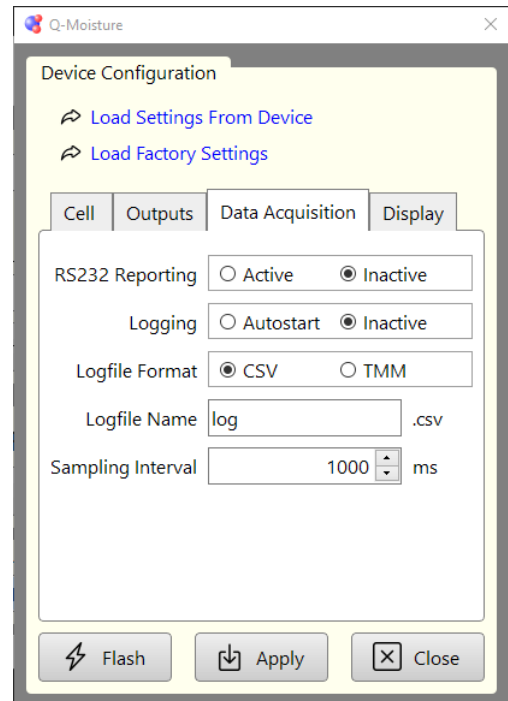 Q-Moisture
Device Configuration
Load Settings From Device
Load Factory Settings
Cell Outputs Data Acquisition Display
RS232 Reporting Active Inactive
Logging Autostart Inactive
Logfile Format CSV TMM
Logfile Name log .csv
Sampling Interval 1000 ms
Flash Apply Close